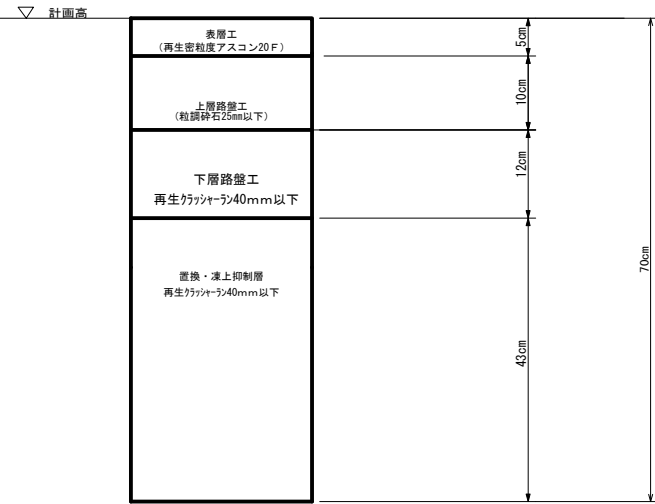 計画高
表層工
(再生密粒度アスコン20F)
5cm
上層路盤工
(粒調砕石25mm以下)
10cm
下層路盤工
再生クラッシャーラン40mm以下
12cm
置換・凍上抑制層
再生クラッシャーラン40mm以下
43cm
70cm